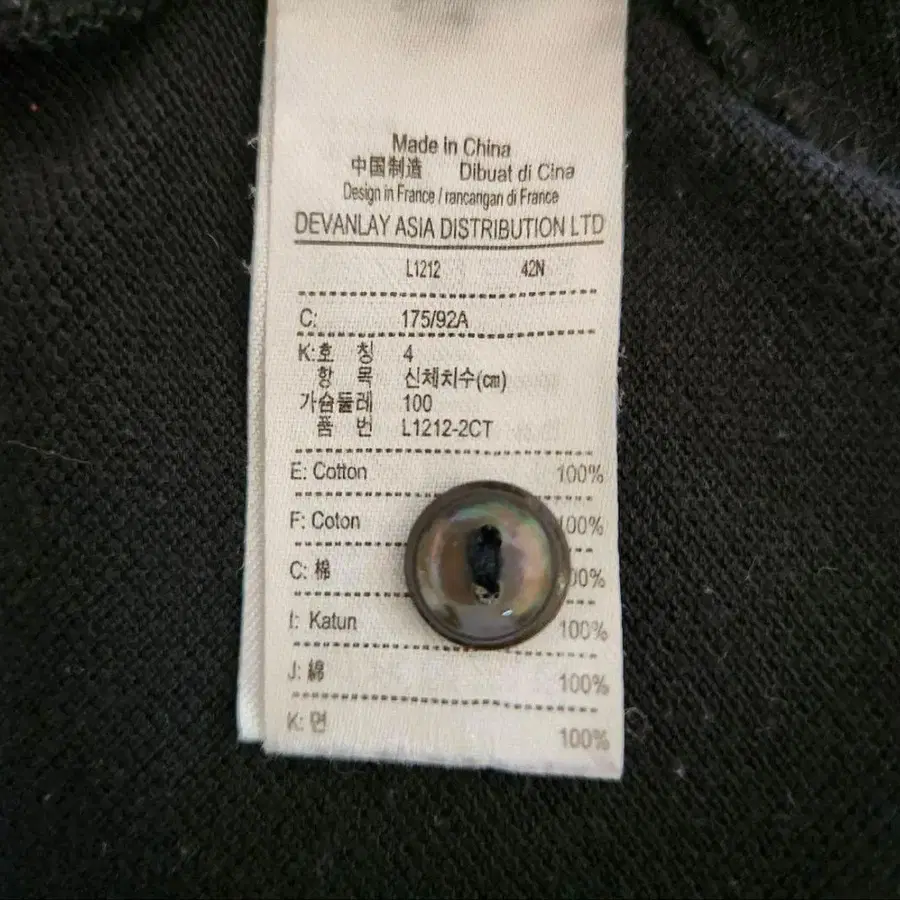 Made in China
中国制造 Dibuat di Cina
Design in France / rancangan di France
DEVANLAY ASIA DISTRIBUTION LTD
L1212 42N
C: 175/92A
K:호 칭 4
항 목 신체치수(cm)
가슴둘레 100
품 번 L1212-2CT
E: Cotton 100%
F: Coton 100%
C: 棉 00%
I: Katun 100%
J: 綿 100%
K: 면 100%